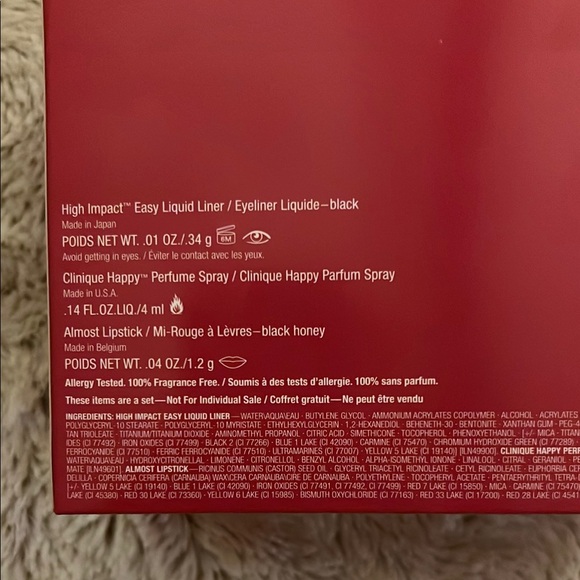 High Impact™ Easy Liquid Liner / Eyeliner Liquide–black
Made in Japan
POIDS NET WT. .01 OZ./.34 g 6M
Avoid getting in eyes. / Éviter le contact avec les yeux.
Clinique Happy™ Perfume Spray / Clinique Happy Parfum Spray
Made in U.S.A.
.14 FL.OZ.LIQ./4 ml
Almost Lipstick / Mi-Rouge à Lèvres–black honey
Made in Belgium
POIDS NET WT. .04 OZ./1.2 g
Allergy Tested. 100% Fragrance Free. / Soumis à des tests d'allergie. 100% sans parfum.
These items are a set—Not For Individual Sale / Coffret gratuit—Ne peut être vendu
INGREDIENTS: HIGH IMPACT EASY LIQUID LINER — WATER\AQUA\EAU • BUTYLENE GLYCOL • AMMONIUM ACRYLATES COPOLYMER • ALCOHOL • ACRYLATES
POLYGLYCERYL-10 STEARATE • POLYGLYCERYL-10 MYRISTATE • ETHYLHEXYLGLYCERIN • 1,2-HEXANEDIOL • BEHENETH-30 • BENTONITE • XANTHAN GUM • PEG-4
TAN TRIOLEATE • TITANIUM/TITANIUM DIOXIDE • AMINOMETHYL PROPANOL • CITRIC ACID • SIMETHICONE • TOCOPHEROL • PHENOXYETHANOL • [+/- MICA • TITAN
IDES (CI 77492) • IRON OXIDES (CI 77499) • BLACK 2 (CI 77266) • BLUE 1 LAKE (CI 42090) • CARMINE (CI 75470) • CHROMIUM HYDROXIDE GREEN (CI 77289)
FERROCYANIDE (CI 77510) • FERRIC FERROCYANIDE (CI 77510) • ULTRAMARINES (CI 77007) • YELLOW 5 LAKE (CI 19140)] [ILN49900] CLINIQUE HAPPY PERF
WATER\AQUA\EAU • HYDROXYCITRONELLAL • LIMONENE • CITRONELLOL • BENZYL ALCOHOL • ALPHA-ISOMETHYL IONONE • LINALOOL • CITRAL • GERANIOL
MATE [ILN49601] ALMOST LIPSTICK — RICINUS COMMUNIS (CASTOR) SEED OIL • GLYCERYL TRIACETYL RICINOLEATE • CETYL RICINOLEATE • EUPHORBIA CER
DELILLA • COPERNICIA CERIFERA (CARNAUBA) WAX\CARNAUBA\CIRE DE CARNAUBA • POLYETHYLENE • TOCOPHERYL ACETATE • PENTAERYTHRITYL TETRA-D
[+/- YELLOW 5 LAKE (CI 19140) • BLUE 1 LAKE (CI 42090) • IRON OXIDES (CI 77491, CI 77492, CI 77499) • RED 7 LAKE (CI 15850) • MICA • CARMINE (CI 75470)
LAKE (CI 45380) • RED 30 LAKE (CI 73360) • YELLOW 6 LAKE (CI 15985) • BISMUTH OXYCHLORIDE (CI 77163) • RED 33 LAKE (CI 17200) • RED 28 LAKE (CI 4541